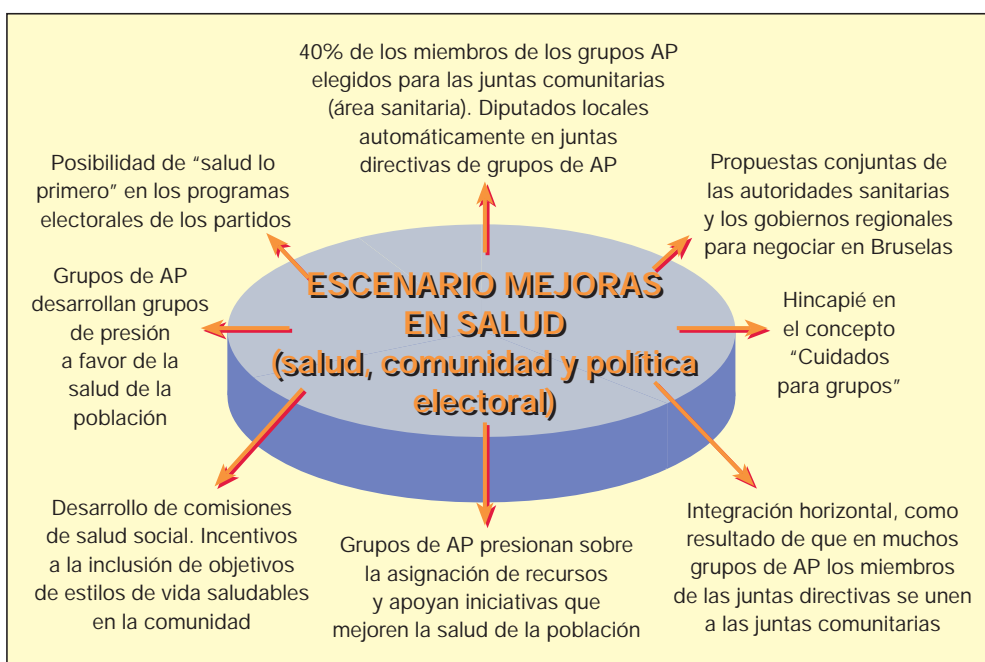 40% de los miembros de los grupos AP
elegidos para las juntas comunitarias
(área sanitaria). Diputados locales
automáticamente en juntas
directivas de grupos de AP
Posibilidad de “salud lo
primero” en los programas
electorales de los partidos
Propuestas conjuntas de
las autoridades sanitarias
y los gobiernos regionales
para negociar en Bruselas
Grupos de AP
desarrollan grupos
de presión
a favor de la
salud de la
población
ESCENARIO MEJORAS
EN SALUD
(salud, comunidad y política
electoral)
Hincapié en
el concepto
“Cuidados
para grupos”
Desarrollo de comisiones
de salud social. Incentivos
a la inclusión de objetivos
de estilos de vida saludables
en la comunidad
Grupos de AP presionan sobre
la asignación de recursos
y apoyan iniciativas que
mejoren la salud de la población
Integración horizontal, como
resultado de que en muchos
grupos de AP los miembros
de las juntas directivas se unen
a las juntas comunitarias